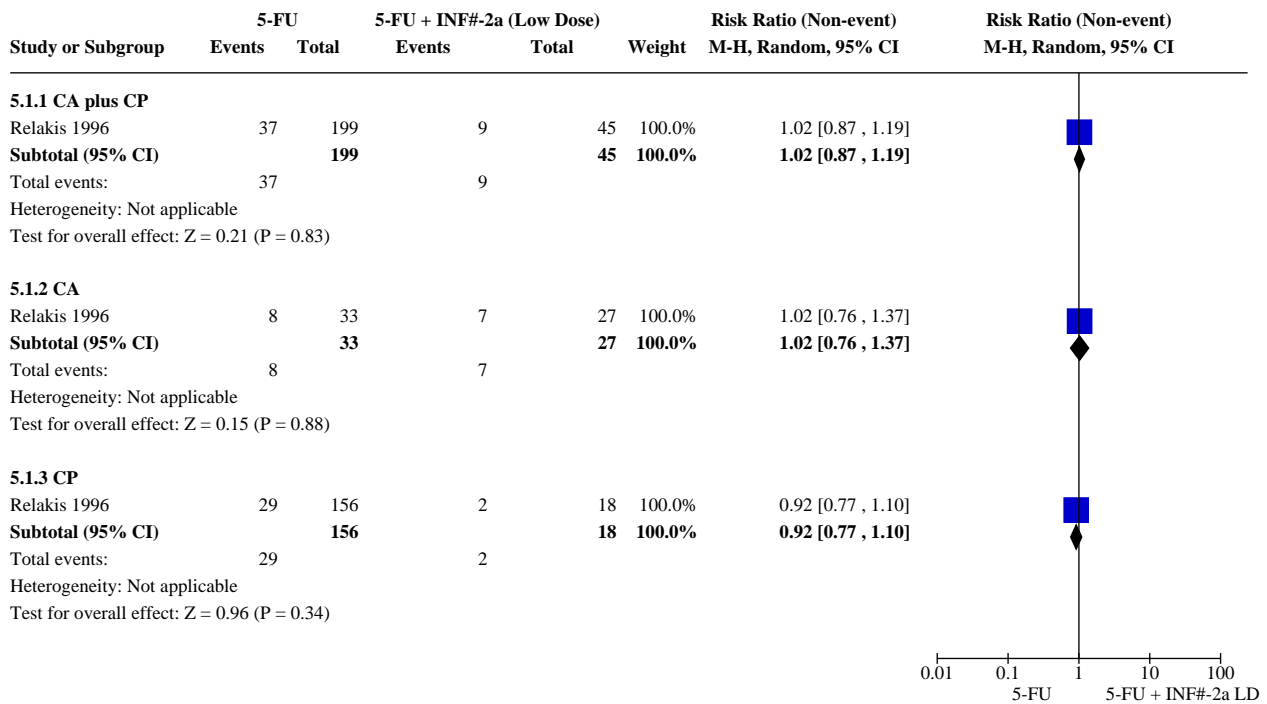 5-FU 5-FU + INF#-2a (Low Dose) Risk Ratio (Non-event) Risk Ratio (Non-event)
Study or Subgroup Events Total Events Total Weight M-H, Random, 95% CI M-H, Random, 95% CI
5.1.1 CA plus CP
Relakis 1996 37 199 9 45 100.0% 1.02 [0.87 , 1.19]
Subtotal (95% CI) 199 45 100.0% 1.02 [0.87 , 1.19]
Total events: 37 9
Heterogeneity: Not applicable
Test for overall effect: Z = 0.21 (P = 0.83)
5.1.2 CA
Relakis 1996 8 33 7 27 100.0% 1.02 [0.76 , 1.37]
Subtotal (95% CI) 33 27 100.0% 1.02 [0.76 , 1.37]
Total events: 8 7
Heterogeneity: Not applicable
Test for overall effect: Z = 0.15 (P = 0.88)
5.1.3 CP
Relakis 1996 29 156 2 18 100.0% 0.92 [0.77 , 1.10]
Subtotal (95% CI) 156 18 100.0% 0.92 [0.77 , 1.10]
Total events: 29 2
Heterogeneity: Not applicable
Test for overall effect: Z = 0.96 (P = 0.34)
0.01 0.1 1 10 100
5-FU 5-FU + INF#-2a LD